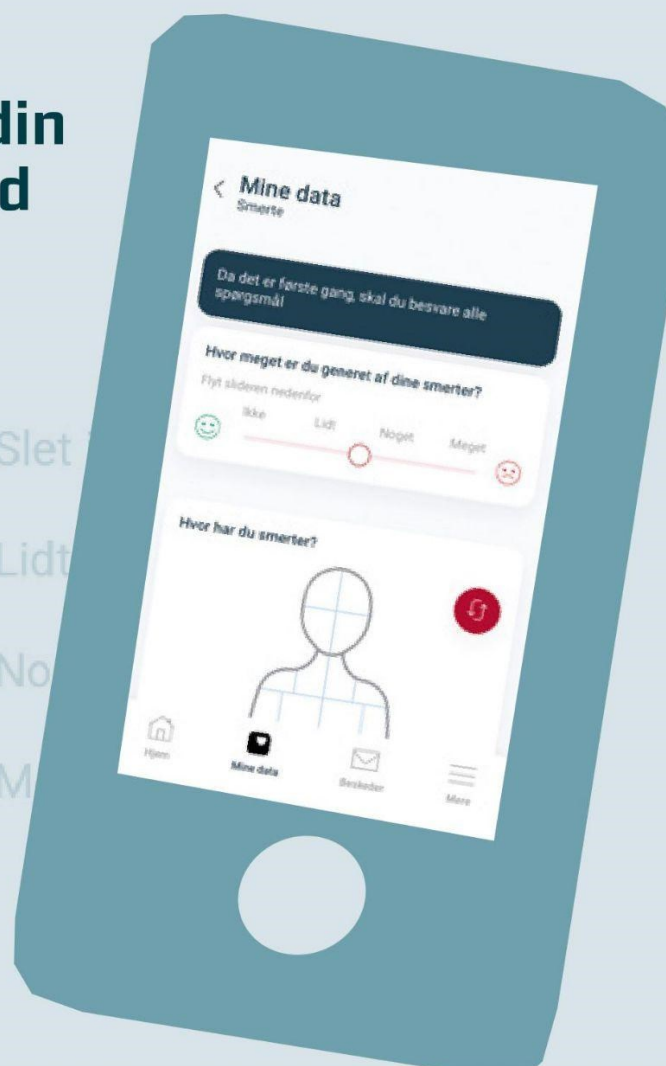 din
d
Mine data
Smerte
Da det er første gang, skal du besvare alle
spørgsmål
Hvor meget er du generet af dine smerter?
Flyt slideren nedenfor
Ikke Lidt Noget Meget
Hvor har du smerter?
Slet
Lidt
No
M
Hjem Mine data Beskeder Mere